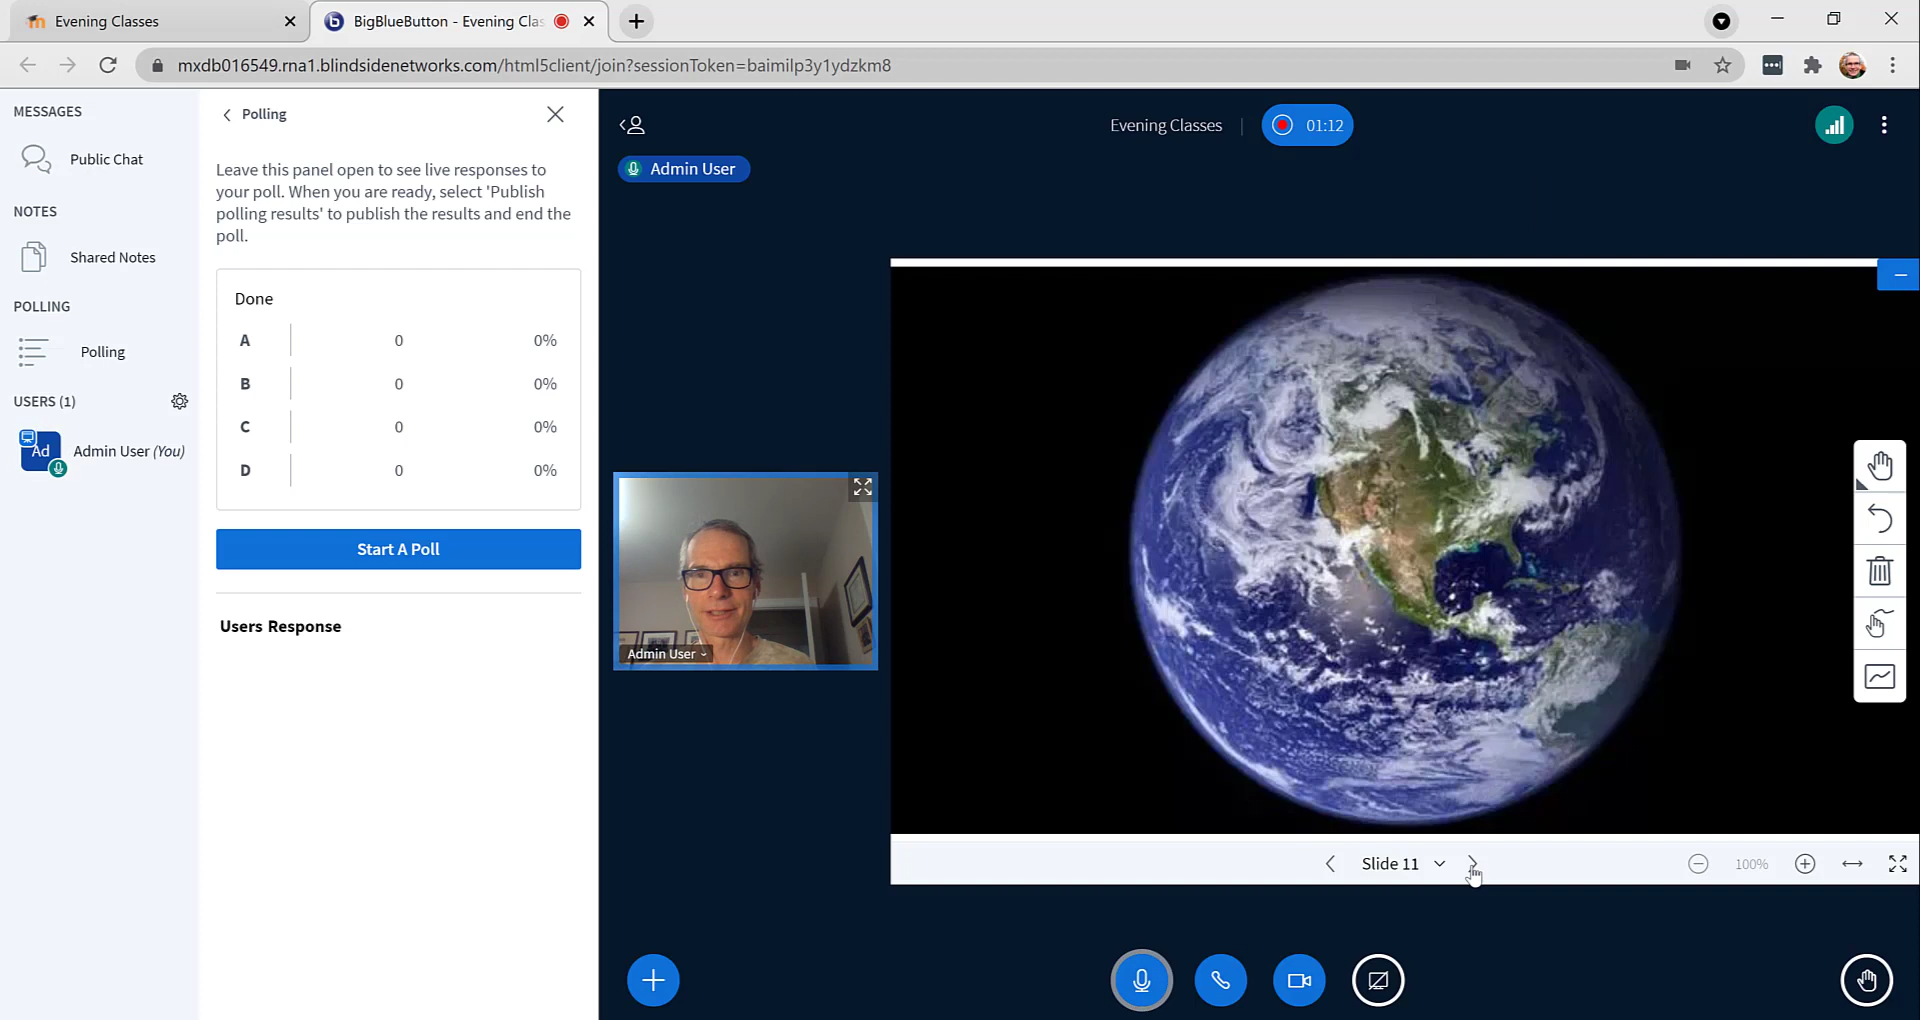 Evening Classes
BigBlueButton - Evening Clas
mxdb016549.rna1.blindsidenetworks.com/html5client/join?sessionToken=baimilp3y1ydzkm8
MESSAGES
Public Chat
NOTES
Shared Notes
POLLING
Polling
USERS (1)
Ad
Admin User (You)
Polling
Leave this panel open to see live responses to
your poll. When you are ready, select 'Publish
polling results' to publish the results and end the
poll.
Done
A 0 0%
B 0 0%
C 0 0%
D 0 0%
Start A Poll
Users Response
Evening Classes
01:12
Admin User
Admin User
Slide 11
100%